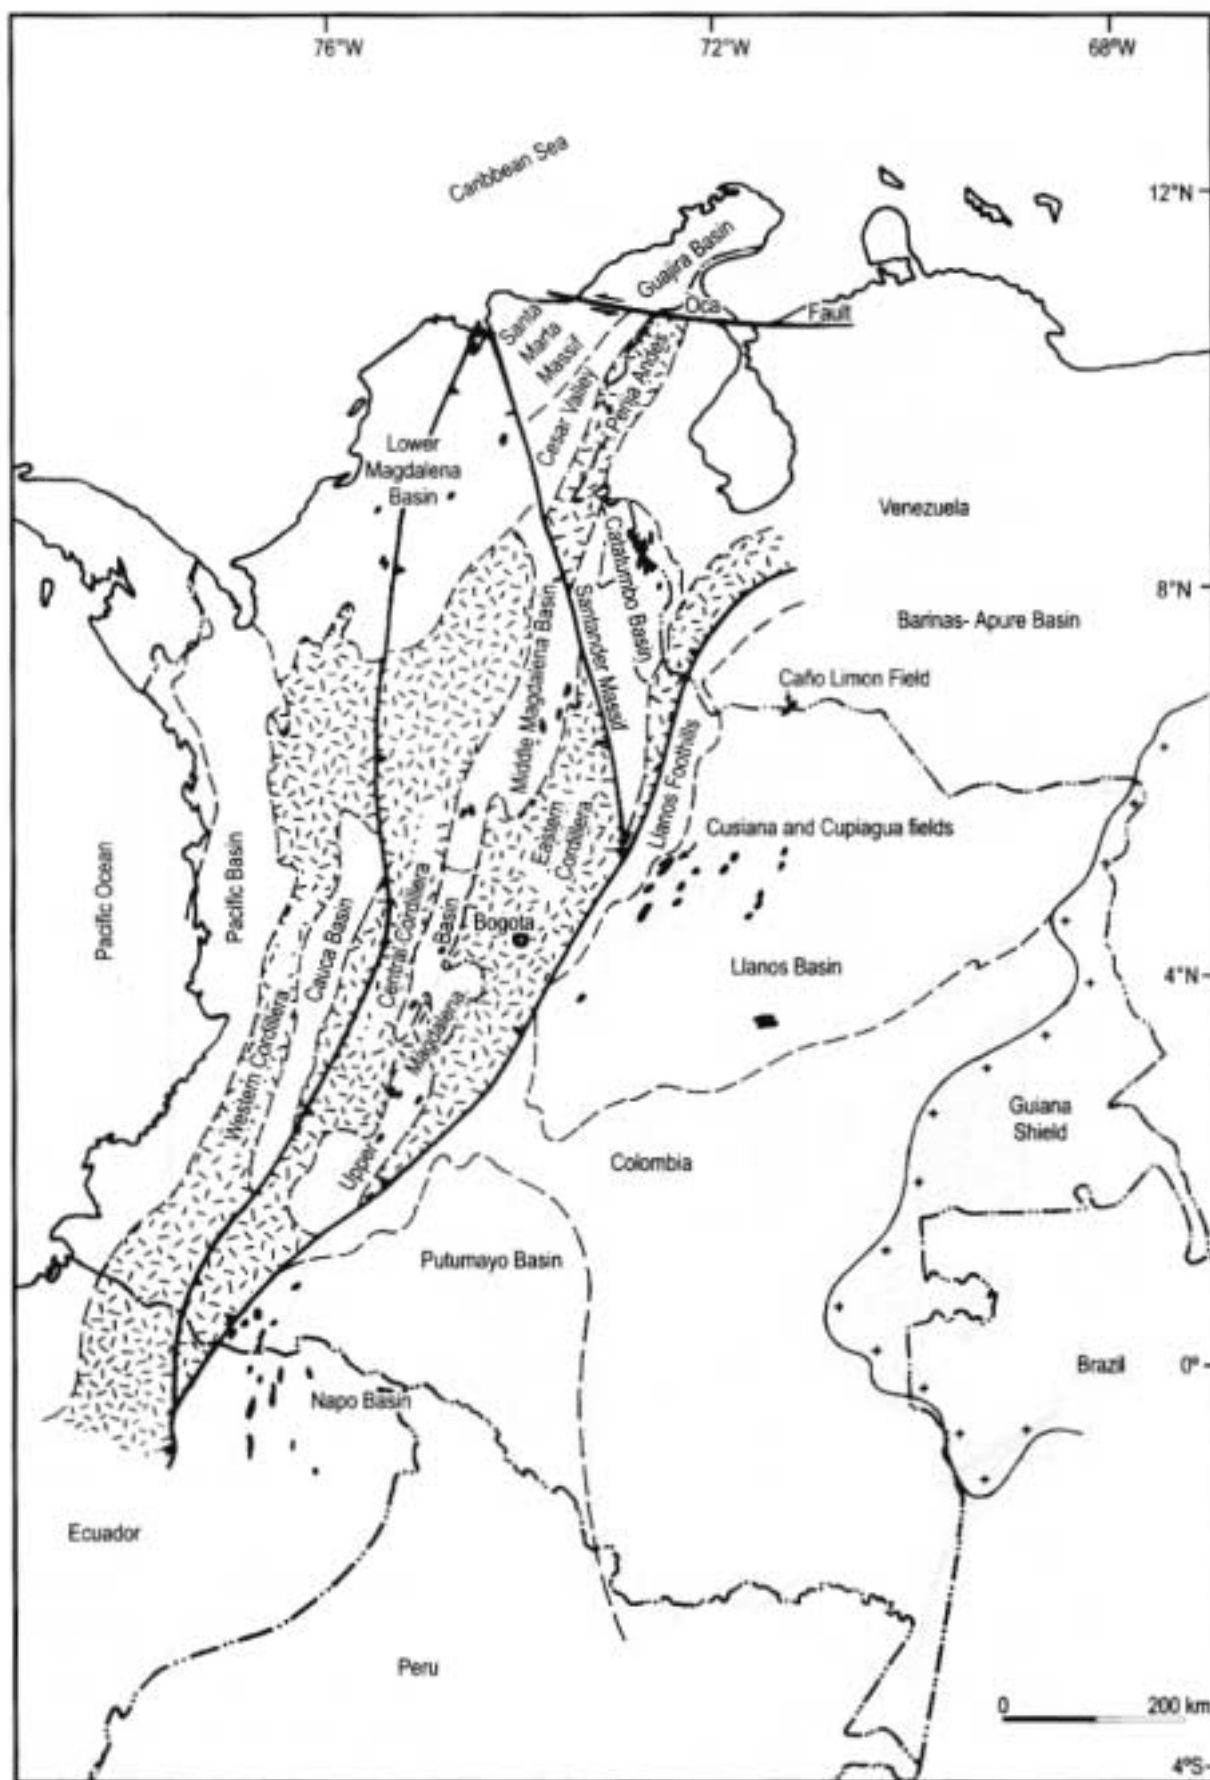 76°W
72°W
68°W
Caribbean Sea
12°N
Guajira Basin
Oca
Fault
Santa
Marta
Massif
Perija Andes
Cesar Valley
Lower
Magdalena
Basin
Venezuela
Catatumbo Basin
8°N
Santander Massif
Middle Magdalena Basin
Barinas- Apure Basin
Caño Limon Field
Llanos Foothills
Eastern
Cordillera
Cusiana and Cupiagua fields
Pacific Ocean
Pacific Basin
Cauca Basin
Central Cordillera
Basin
Bogota
Llanos Basin
4°N
Magdalena
Western Cordillera
Upper
Guiana
Shield
Colombia
Putumayo Basin
Brazil
0°
Napo Basin
Ecuador
Peru
0
200 km
4°S